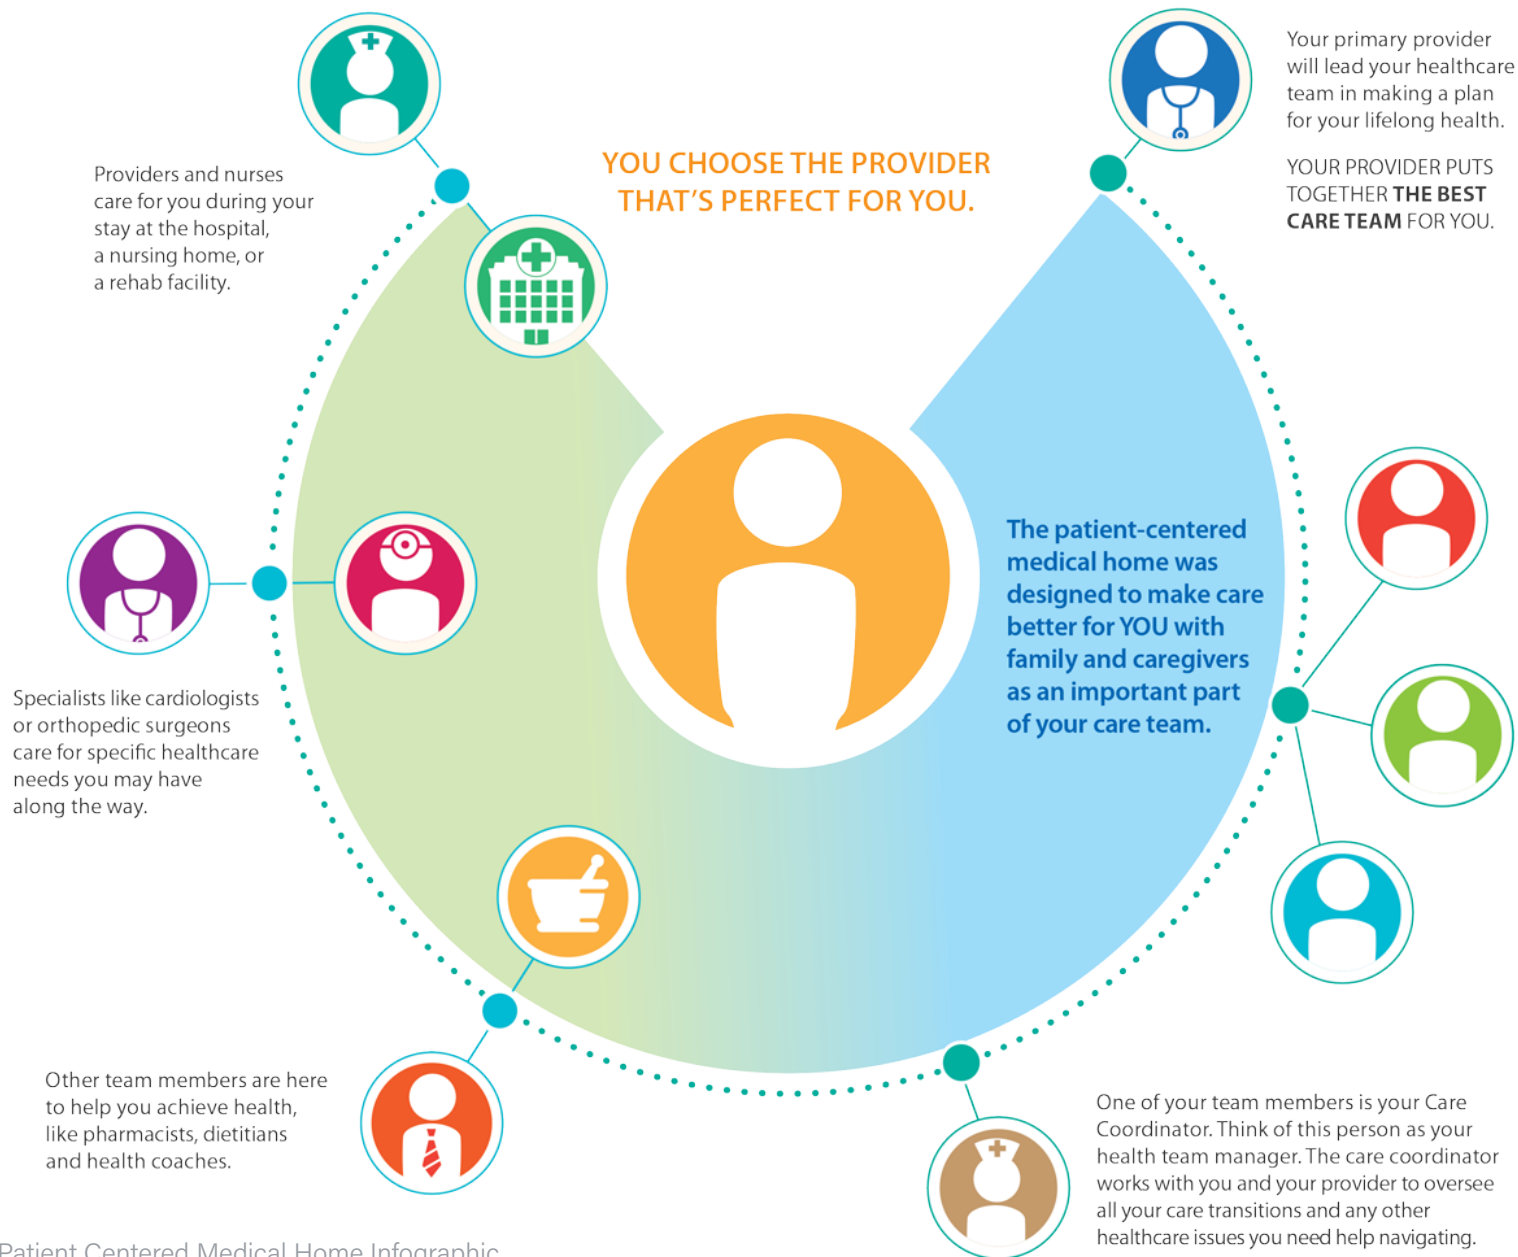 Your primary provider
will lead your healthcare
team in making a plan
for your lifelong health.
YOUR PROVIDER PUTS
TOGETHER THE BEST
CARE TEAM FOR YOU.
YOU CHOOSE THE PROVIDER
THAT'S PERFECT FOR YOU.
Providers and nurses
care for you during your
stay at the hospital,
a nursing home, or
a rehab facility.
The patient-centered
medical home was
designed to make care
better for YOU with
family and caregivers
as an important part
of your care team.
Specialists like cardiologists
or orthopedic surgeons
care for specific healthcare
needs you may have
along the way.
Other team members are here
to help you achieve health,
like pharmacists, dietitians
and health coaches.
One of your team members is your Care
Coordinator. Think of this person as your
health team manager. The care coordinator
works with you and your provider to oversee
all your care transitions and any other
healthcare issues you need help navigating.
Patient Centered Medical Home Infographic